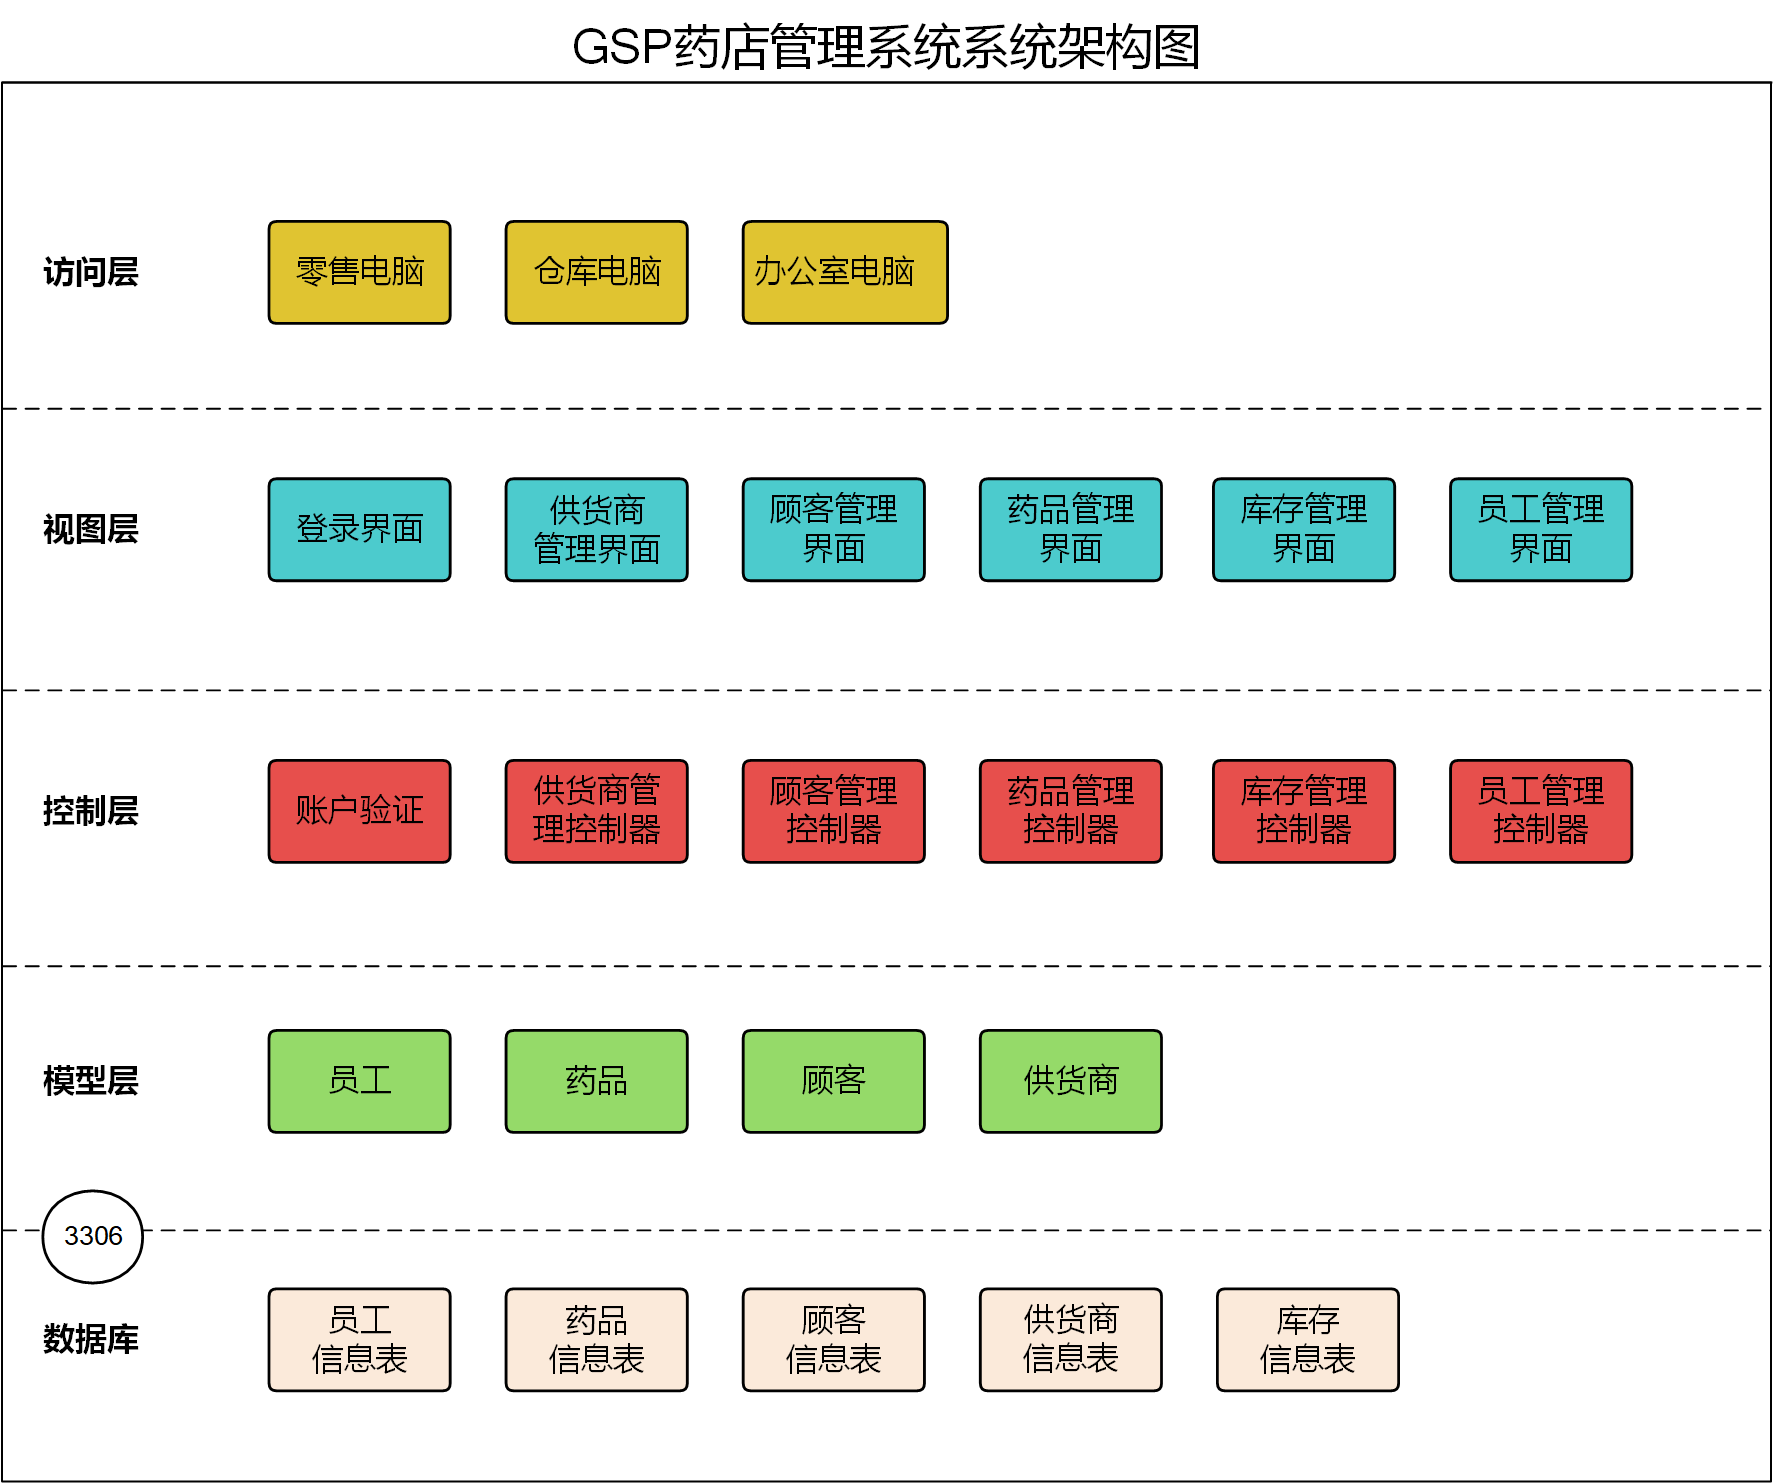 GSP药店管理系统系统架构图
访问层
零售电脑
仓库电脑
办公室电脑
视图层
登录界面
供货商
管理界面
顾客管理
界面
药品管理
界面
库存管理
界面
员工管理
界面
控制层
账户验证
供货商管
理控制器
顾客管理
控制器
药品管理
控制器
库存管理
控制器
员工管理
控制器
模型层
员工
药品
顾客
供货商
3306
数据库
员工
信息表
药品
信息表
顾客
信息表
供货商
信息表
库存
信息表